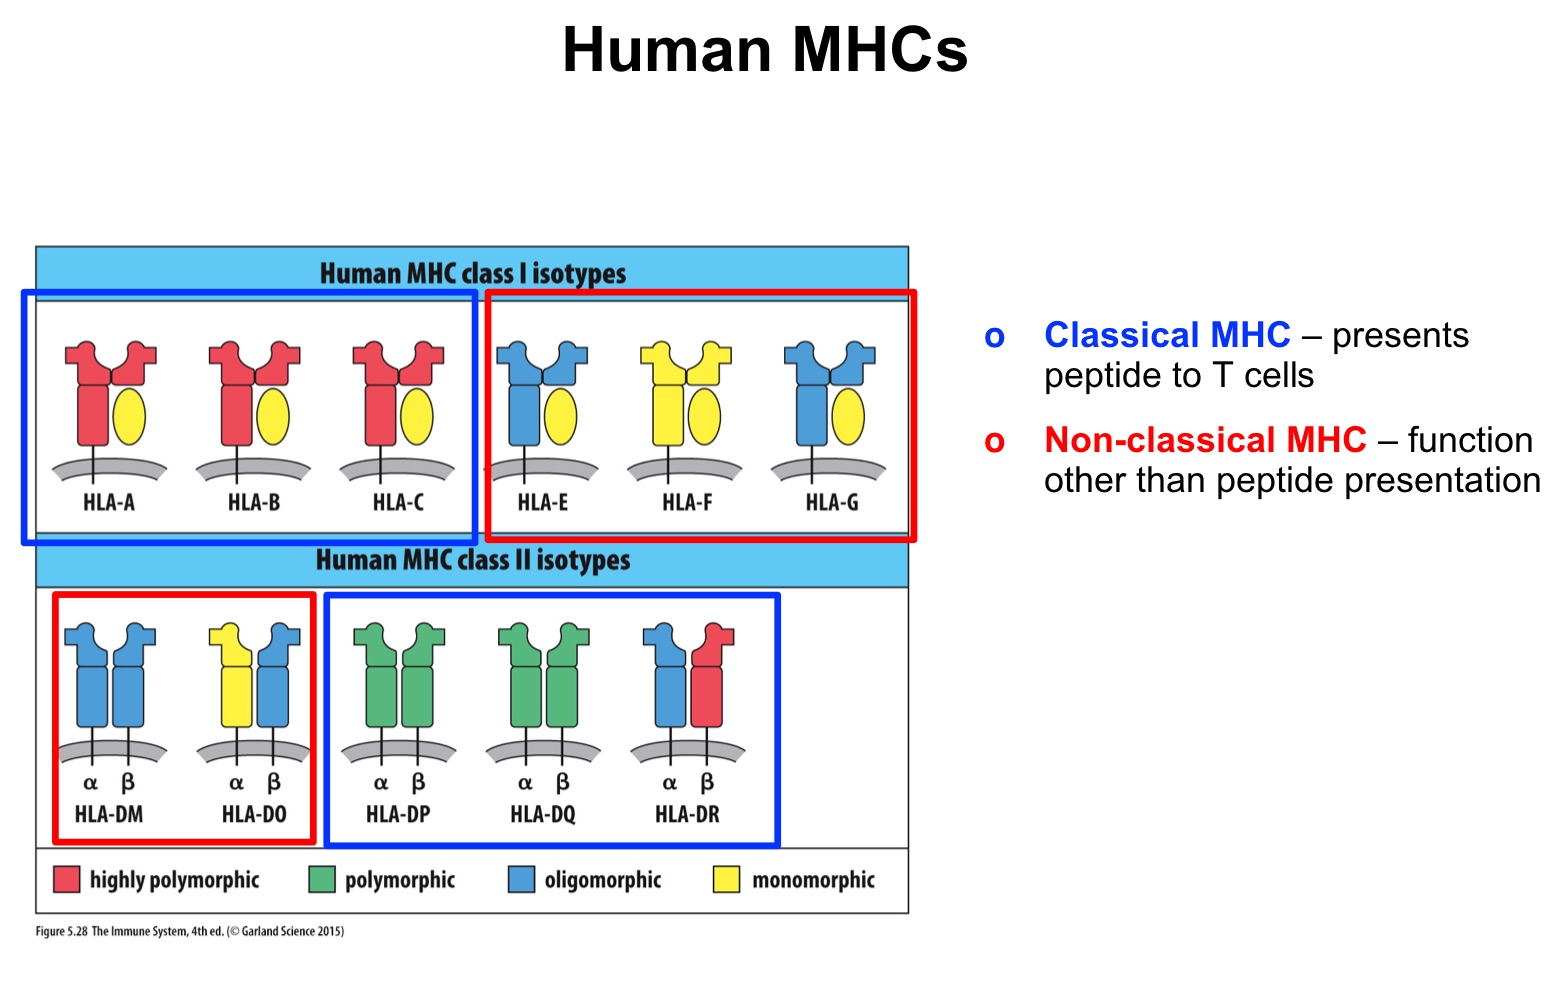 Human MHCs
Human MHC class I isotypes
HLA-A HLA-B HLA-C HLA-E HLA-F HLA-G
Human MHC class II isotypes
α β α β α β α β α β
HLA-DM HLA-DO HLA-DP HLA-DQ HLA-DR
highly polymorphic polymorphic oligomorphic monomorphic
Figure 5.28 The Immune System, 4th ed. (© Garland Science 2015)
o Classical MHC – presents
peptide to T cells
o Non-classical MHC – function
other than peptide presentation